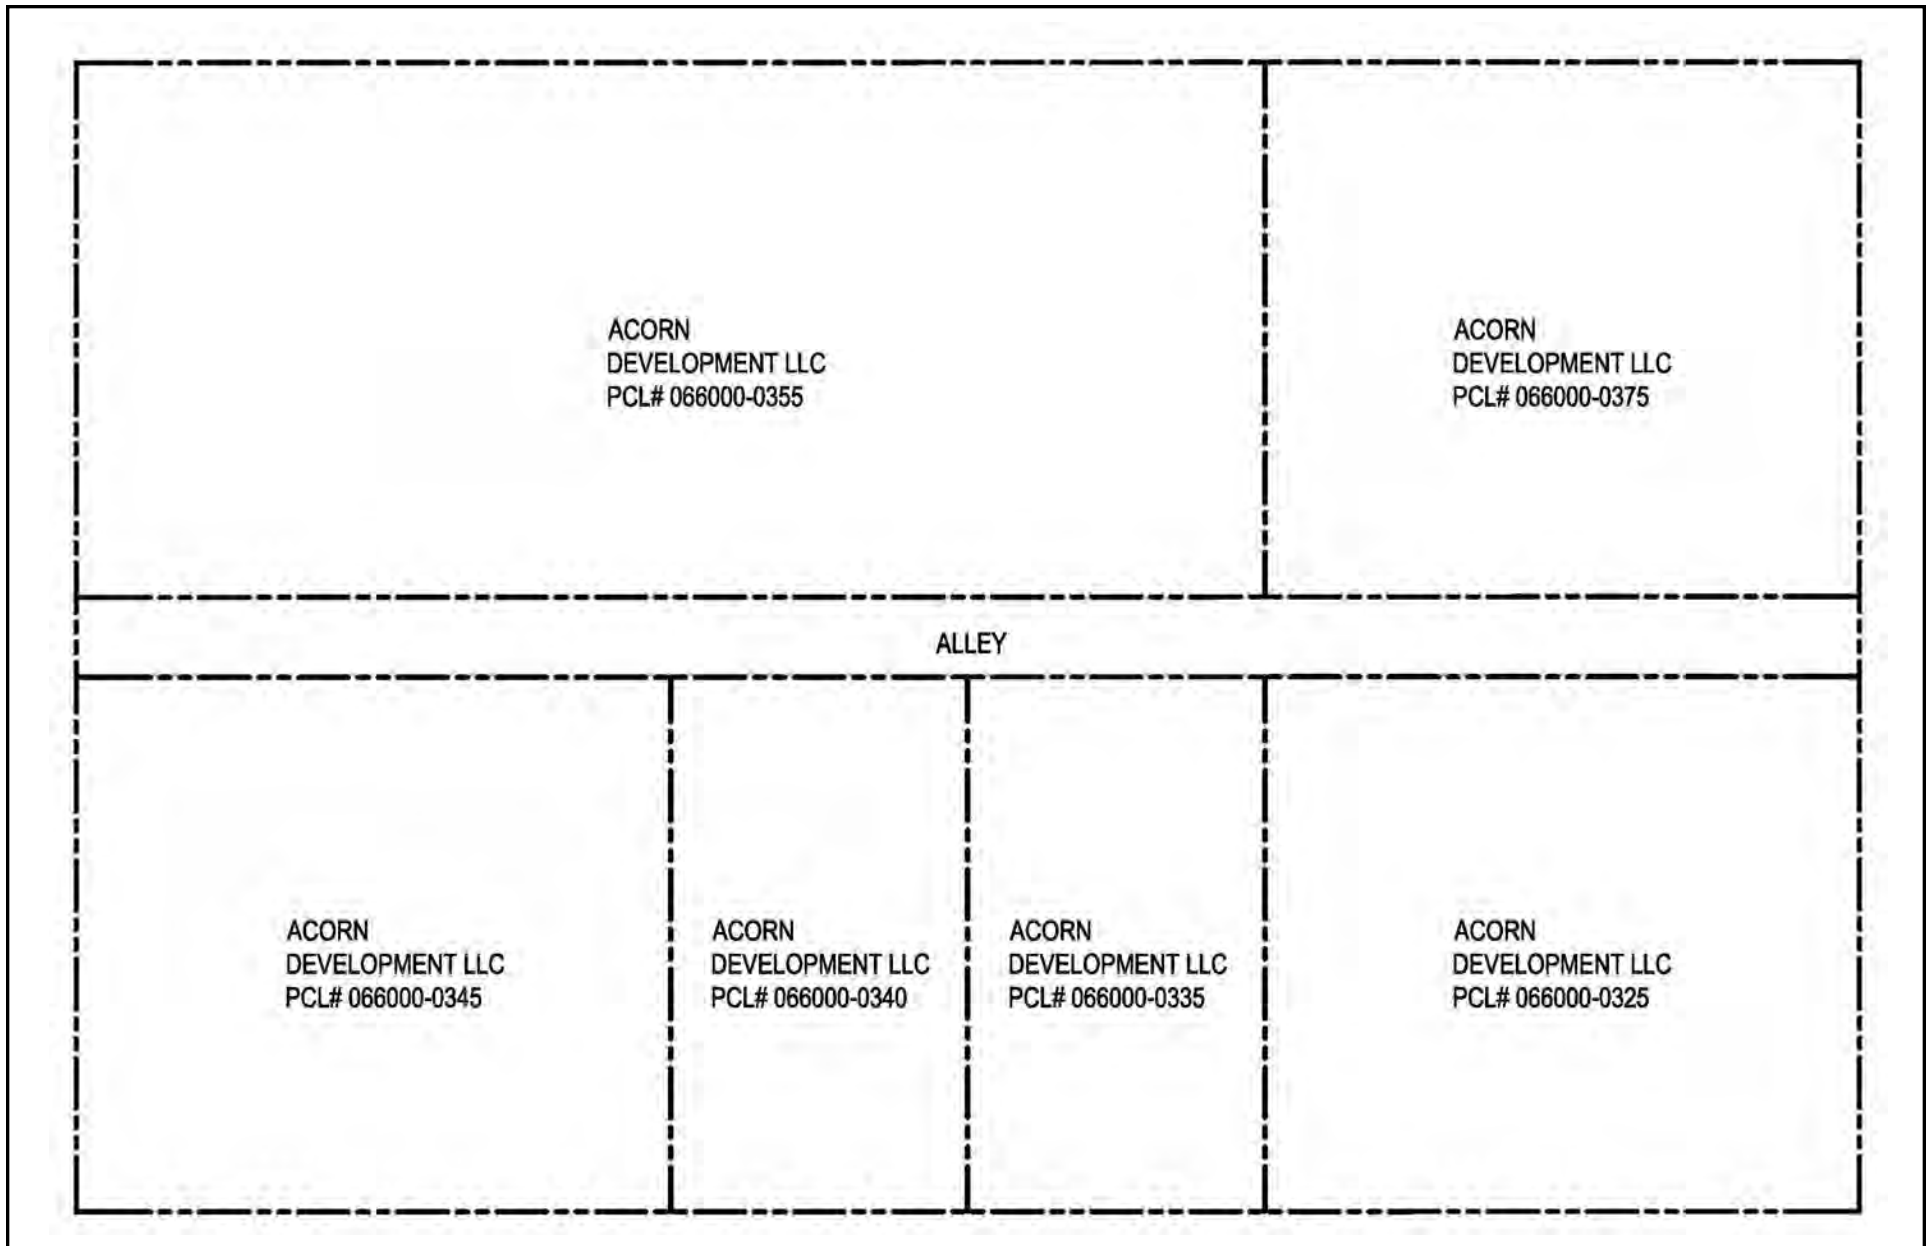 ACORN
DEVELOPMENT LLC
PCL# 066000-0355
ACORN
DEVELOPMENT LLC
PCL# 066000-0375
ALLEY
ACORN
DEVELOPMENT LLC
PCL# 066000-0345
ACORN
DEVELOPMENT LLC
PCL# 066000-0340
ACORN
DEVELOPMENT LLC
PCL# 066000-0335
ACORN
DEVELOPMENT LLC
PCL# 066000-0325